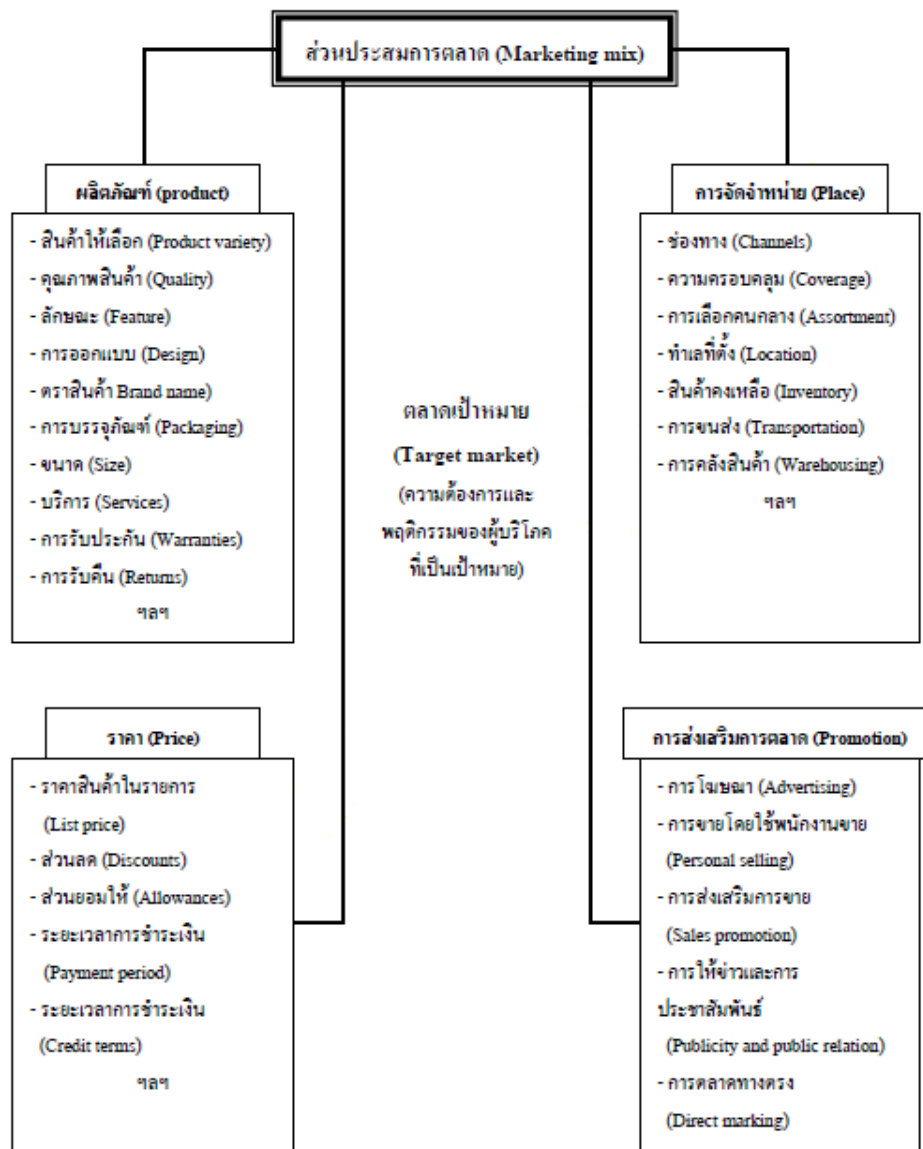 ส่วนประสมการตลาด (Marketing mix)
ผลิตภัณฑ์ (product)
- สินค้าให้เลือก (Product variety)
- คุณภาพสินค้า (Quality)
- ลักษณะ (Feature)
- การออกแบบ (Design)
- ตราสินค้า Brand name)
- การบรรจุภัณฑ์ (Packaging)
- ขนาด (Size)
- บริการ (Services)
- การรับประกัน (Warranties)
- การรับคืน (Returns)
ฯลฯ
ตลาดเป้าหมาย
(Target market)
(ความต้องการและ
พฤติกรรมของผู้บริโภค
ที่เป็นเป้าหมาย)
การจัดจำหน่าย (Place)
- ช่องทาง (Channels)
- ความครอบคลุม (Coverage)
- การเลือกคนกลาง (Assortment)
- ทำเลที่ตั้ง (Location)
- สินค้าคงเหลือ (Inventory)
- การขนส่ง (Transportation)
- การคลังสินค้า (Warehousing)
ฯลฯ
ราคา (Price)
- ราคาสินค้าในรายการ
(List price)
- ส่วนลด (Discounts)
- ส่วนยอมให้ (Allowances)
- ระยะเวลาการชำระเงิน
(Payment period)
- ระยะเวลาการชำระเงิน
(Credit terms)
ฯลฯ
การส่งเสริมการตลาด (Promotion)
- การโฆษณา (Advertising)
- การขายโดยใช้พนักงานขาย
(Personal selling)
- การส่งเสริมการขาย
(Sales promotion)
- การให้ข่าวและการ
ประชาสัมพันธ์
(Publicity and public relation)
- การตลาดทางตรง
(Direct marking)